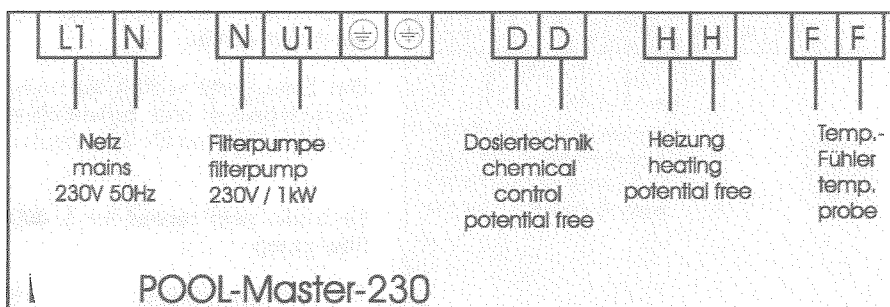 L1 N N U1 D D H H F F
Netz
mains
230V 50Hz
Filterpumpe
filterpump
230V / 1kW
Dosiertechnik
chemical
control
potential free
Heizung
heating
potential free
Temp.-
Fühler
temp.
probe
POOL-Master-230